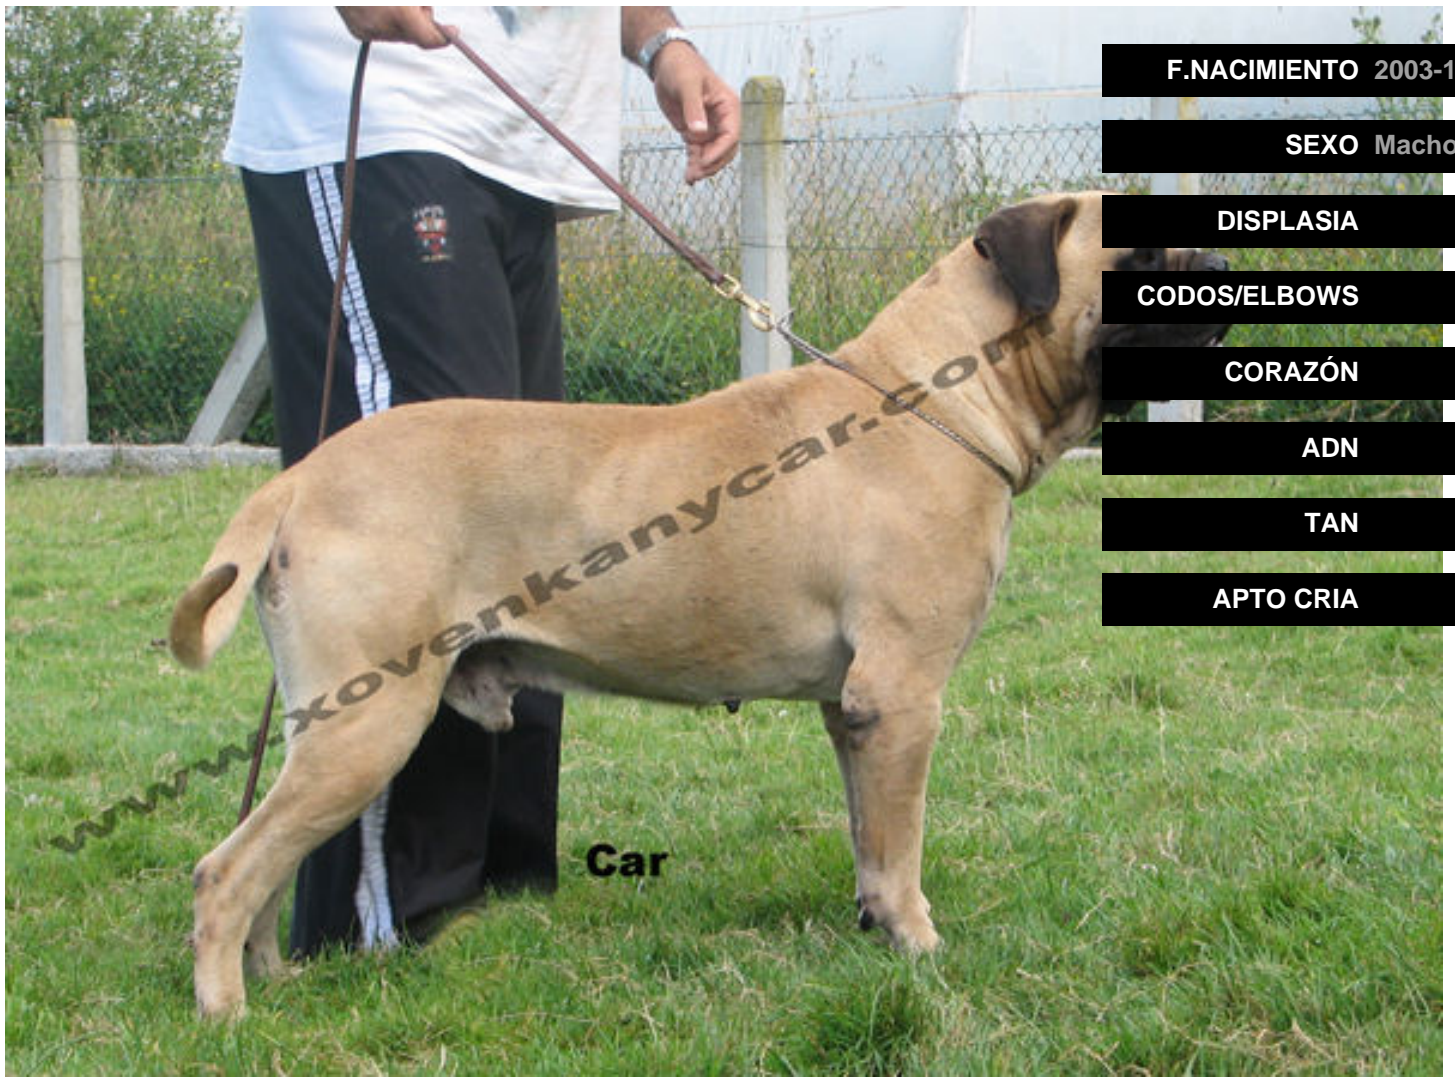 F.NACIMIENTO 2003-1
SEXO Macho
DISPLASIA
CODOS/ELBOWS
CORAZÓN
ADN
TAN
APTO CRIA
www.xovenkanycar.com
Car